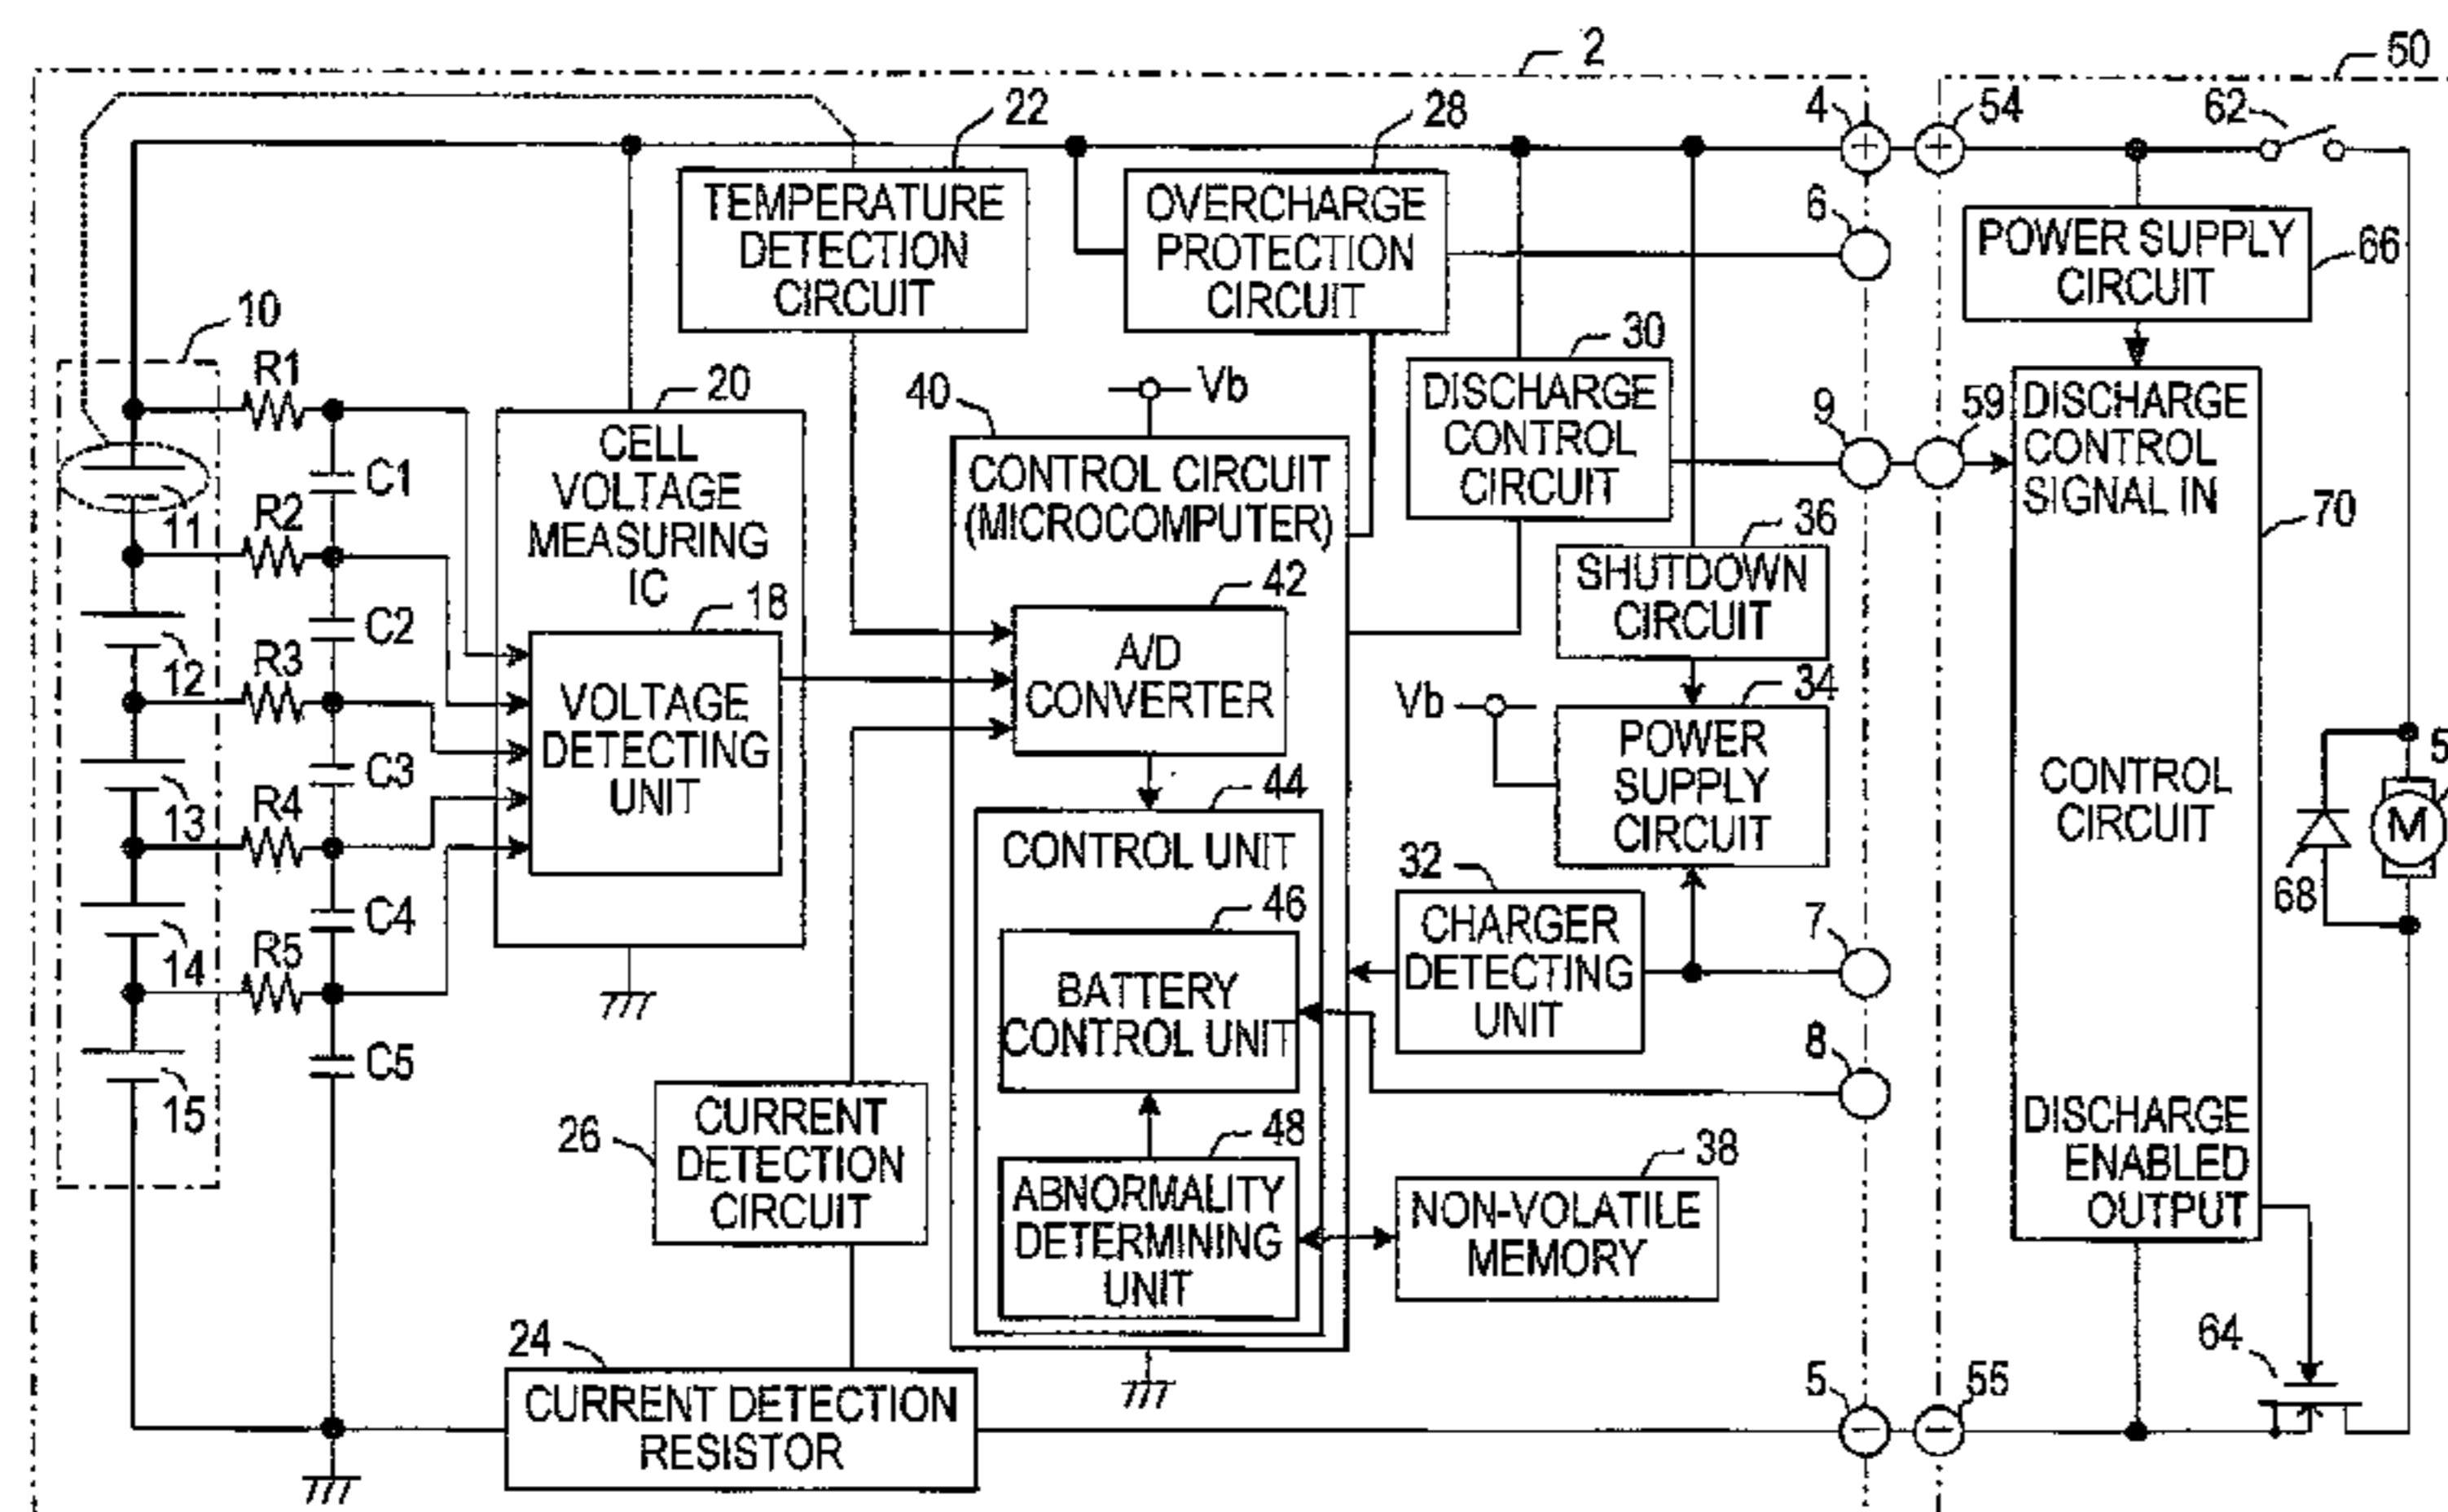 2
50
22
28
4
54
62
TEMPERATURE
DETECTION
CIRCUIT
OVERCHARGE
PROTECTION
CIRCUIT
6
POWER SUPPLY
CIRCUIT
66
10
R1
20
40
Vb
30
9
59
CELL
VOLTAGE
MEASURING
IC
CONTROL CIRCUIT
(MICROCOMPUTER)
DISCHARGE
CONTROL
CIRCUIT
DISCHARGE
CONTROL
SIGNAL IN
70
C1
11
R2
36
SHUTDOWN
CIRCUIT
18
42
C2
12
R3
VOLTAGE
DETECTING
UNIT
A/D
CONVERTER
Vb
34
POWER
SUPPLY
CIRCUIT
C3
13
R4
44
CONTROL UNIT
CONTROL
CIRCUIT
M
68
32
C4
14
R5
46
BATTERY
CONTROL UNIT
CHARGER
DETECTING
UNIT
7
8
C5
15
26
CURRENT
DETECTION
CIRCUIT
48
ABNORMALITY
DETERMINING
UNIT
38
NON-VOLATILE
MEMORY
DISCHARGE
ENABLED
OUTPUT
24
CURRENT DETECTION
RESISTOR
5
55
64